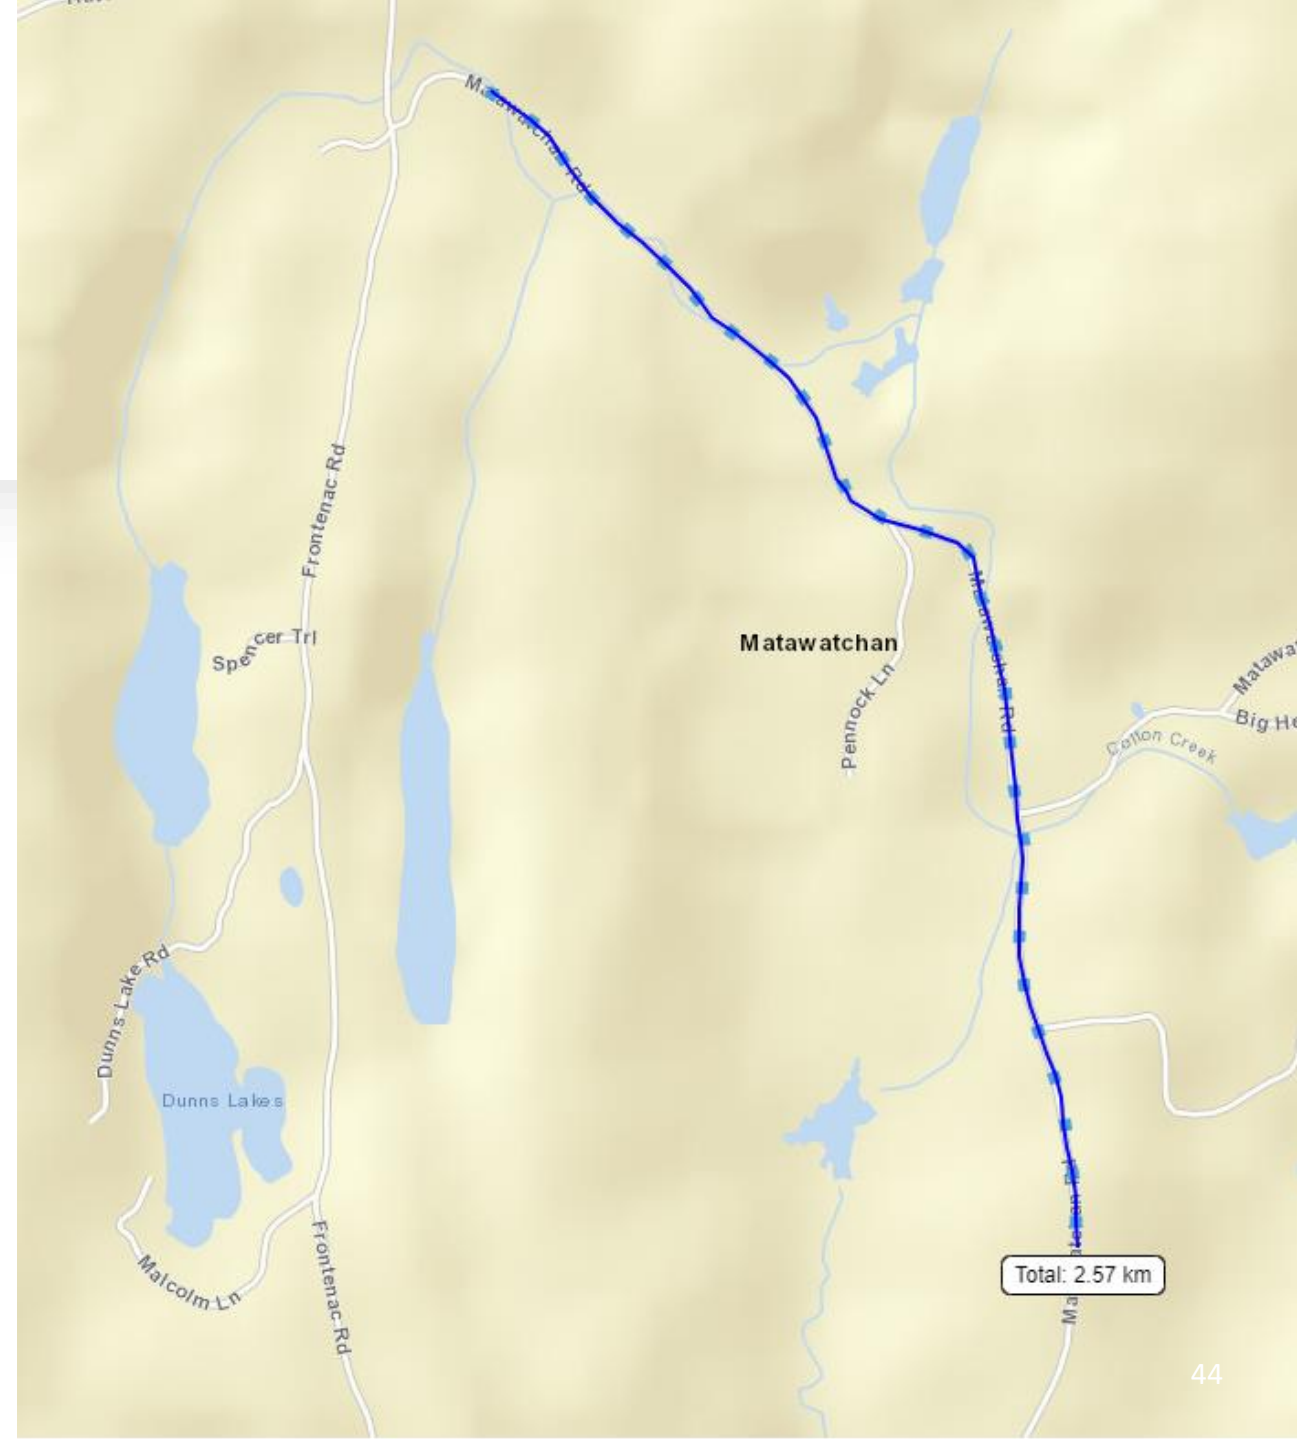 Matawatchan Rd
Frontenac Rd
Spencer Trl
Matawatchan
Matawatchan Rd
Pennock Ln
Big He
Cotton Creek
Dunns Lake Rd
Dunns Lakes
Malcolm Ln
Frontenac Rd
Total: 2.57 km
44